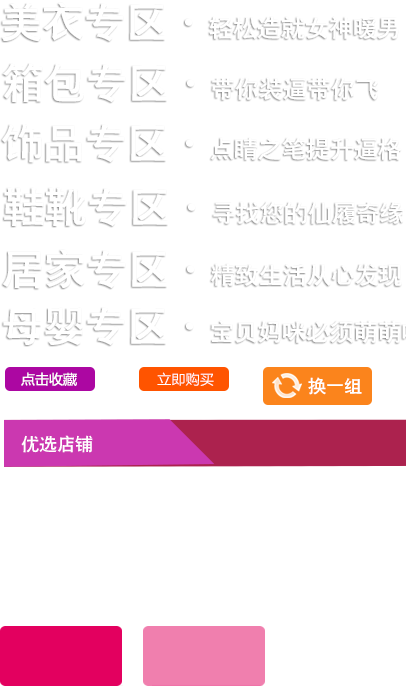 美衣专区·轻松造就女神暖男
箱包专区·带你装逼带你飞
饰品专区·点睛之笔提升逼格
鞋靴专区·寻找您的仙履奇缘
居家专区·精致生活从心发现
母婴专区·宝贝妈咪必须萌萌
点击收藏 立即购买 换一组
优选店铺